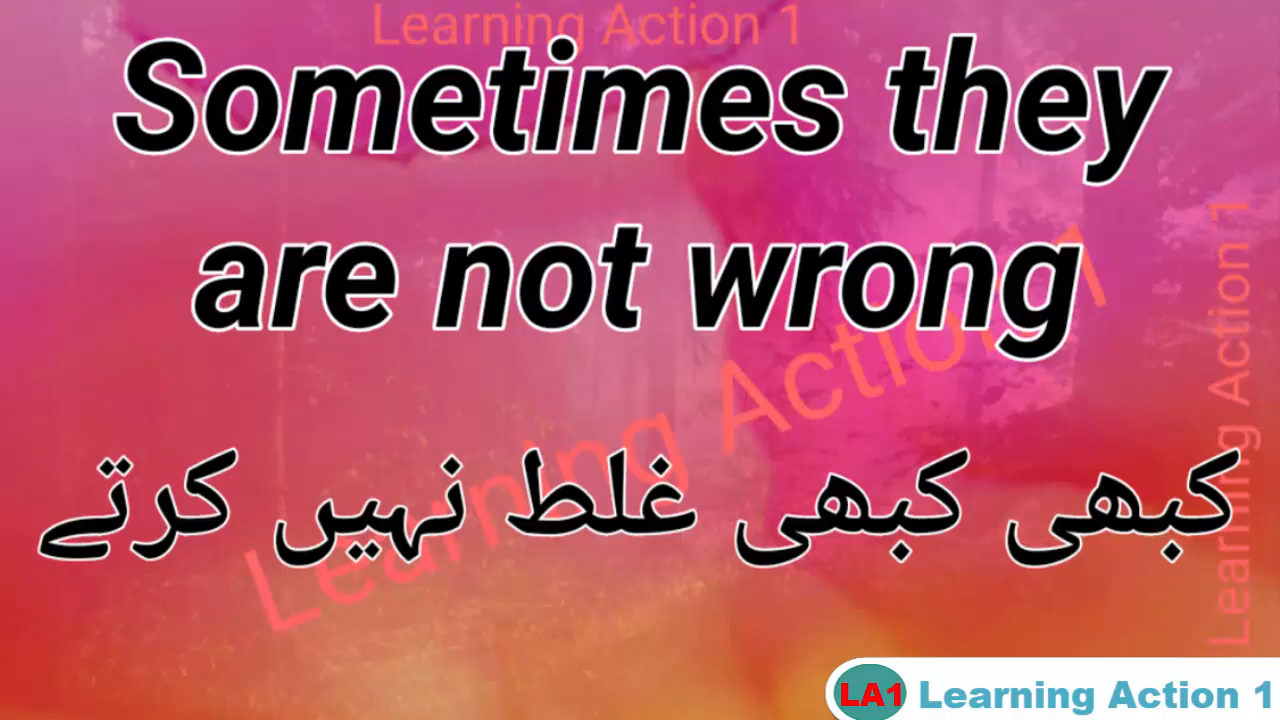 Learning Action 1
Sometimes they
are not wrong
کبھی کبھی غلط نہیں کرتے
Learning Action 1
Learning Action 1
LA1 Learning Action 1